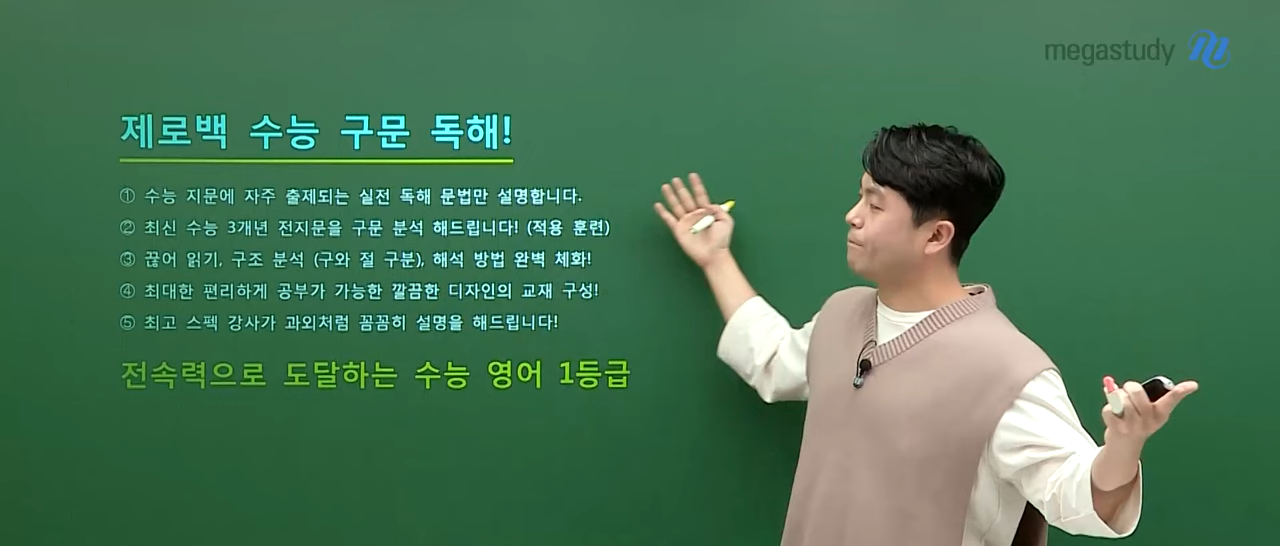 megastudy
제로백 수능 구문 독해!
① 수능 지문에 자주 출제되는 실전 독해 문법만 설명합니다.
② 최신 수능 3개년 전지문을 구문 분석 해드립니다! (적용 훈련)
③ 끊어 읽기, 구조 분석 (구와 절 구분), 해석 방법 완벽 체화!
④ 최대한 편리하게 공부가 가능한 깔끔한 디자인의 교재 구성!
⑤ 최고 스펙 강사가 과외처럼 꼼꼼히 설명을 해드립니다!
전속력으로 도달하는 수능 영어 1등급